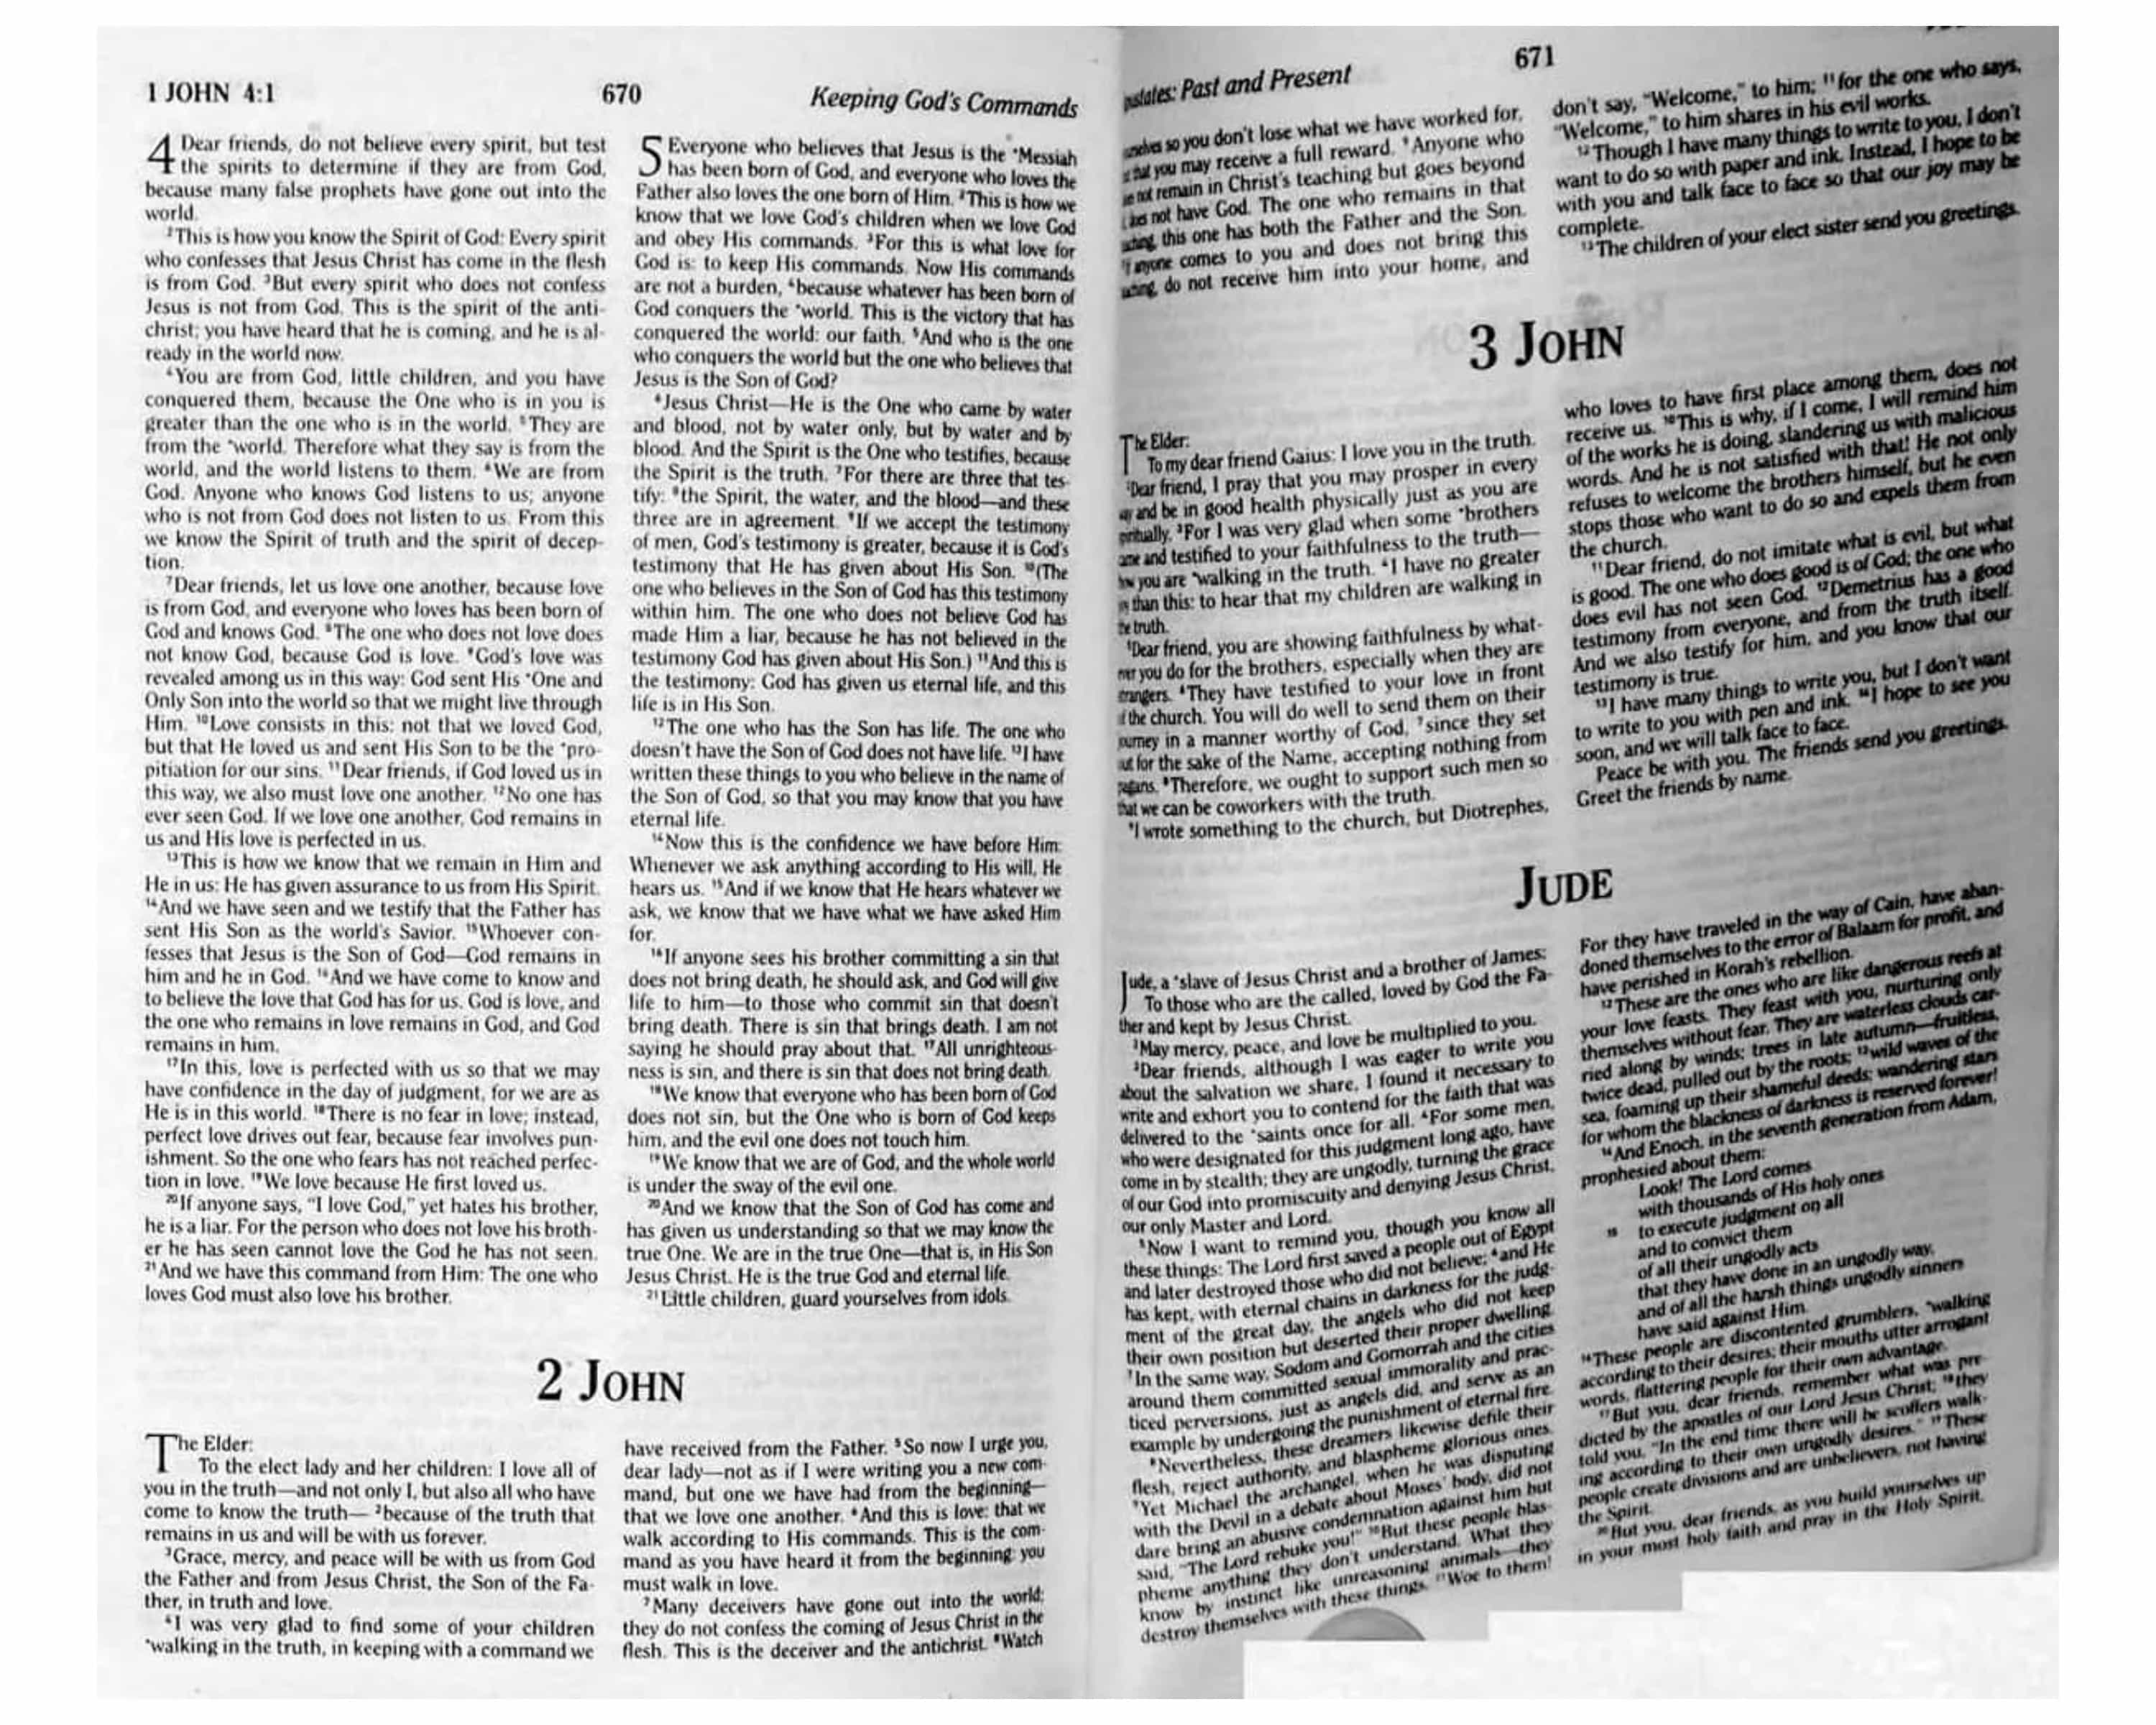 1 JOHN 4:1
670
Keeping God's Commands
4 Dear friends, do not believe every spirit, but test
the spirits to determine if they are from God,
because many false prophets have gone out into the
world.
²This is how you know the Spirit of God: Every spirit
who confesses that Jesus Christ has come in the flesh
is from God. ³But every spirit who does not confess
Jesus is not from God. This is the spirit of the anti-
christ; you have heard that he is coming, and he is al-
ready in the world now.
⁴You are from God, little children, and you have
conquered them, because the One who is in you is
greater than the one who is in the world. ⁵They are
from the *world. Therefore what they say is from the
world, and the world listens to them. ⁶We are from
God. Anyone who knows God listens to us; anyone
who is not from God does not listen to us. From this
we know the Spirit of truth and the spirit of decep-
tion.
⁷Dear friends, let us love one another, because love
is from God, and everyone who loves has been born of
God and knows God. ⁸The one who does not love does
not know God, because God is love. ⁹God's love was
revealed among us in this way: God sent His *One and
Only Son into the world so that we might live through
Him. ¹⁰Love consists in this: not that we loved God,
but that He loved us and sent His Son to be the *pro-
pitiation for our sins. ¹¹Dear friends, if God loved us in
this way, we also must love one another. ¹²No one has
ever seen God. If we love one another, God remains in
us and His love is perfected in us.
¹³This is how we know that we remain in Him and
He in us: He has given assurance to us from His Spirit.
¹⁴And we have seen and we testify that the Father has
sent His Son as the world's Savior. ¹⁵Whoever con-
fesses that Jesus is the Son of God—God remains in
him and he in God. ¹⁶And we have come to know and
to believe the love that God has for us. God is love, and
the one who remains in love remains in God, and God
remains in him.
¹⁷In this, love is perfected with us so that we may
have confidence in the day of judgment, for we are as
He is in this world. ¹⁸There is no fear in love; instead,
perfect love drives out fear, because fear involves pun-
ishment. So the one who fears has not reached perfec-
tion in love. ¹⁹We love because He first loved us.
²⁰If anyone says, "I love God," yet hates his brother,
he is a liar. For the person who does not love his broth-
er he has seen cannot love the God he has not seen.
²¹And we have this command from Him: The one who
loves God must also love his brother.
5 Everyone who believes that Jesus is the *Messiah
has been born of God, and everyone who loves the
Father also loves the one born of Him. ²This is how we
know that we love God's children when we love God
and obey His commands. ³For this is what love for
God is: to keep His commands. Now His commands
are not a burden, ⁴because whatever has been born of
God conquers the *world. This is the victory that has
conquered the world: our faith. ⁵And who is the one
who conquers the world but the one who believes that
Jesus is the Son of God?
⁶Jesus Christ—He is the One who came by water
and blood, not by water only, but by water and by
blood. And the Spirit is the One who testifies, because
the Spirit is the truth. ⁷For there are three that tes-
tify: ⁸the Spirit, the water, and the blood—and these
three are in agreement. ⁹If we accept the testimony
of men, God's testimony is greater, because it is God's
testimony that He has given about His Son. ¹⁰(The
one who believes in the Son of God has this testimony
within him. The one who does not believe God has
made Him a liar, because he has not believed in the
testimony God has given about His Son.) ¹¹And this is
the testimony: God has given us eternal life, and this
life is in His Son.
¹²The one who has the Son has life. The one who
doesn't have the Son of God does not have life. ¹³I have
written these things to you who believe in the name of
the Son of God, so that you may know that you have
eternal life.
¹⁴Now this is the confidence we have before Him:
Whenever we ask anything according to His will, He
hears us. ¹⁵And if we know that He hears whatever we
ask, we know that we have what we have asked Him
for.
¹⁶If anyone sees his brother committing a sin that
does not bring death, he should ask, and God will give
life to him—to those who commit sin that doesn't
bring death. There is sin that brings death. I am not
saying he should pray about that. ¹⁷All unrighteous-
ness is sin, and there is sin that does not bring death.
¹⁸We know that everyone who has been born of God
does not sin, but the One who is born of God keeps
him, and the evil one does not touch him.
¹⁹We know that we are of God, and the whole world
is under the sway of the evil one.
²⁰And we know that the Son of God has come and
has given us understanding so that we may know the
true One. We are in the true One—that is, in His Son
Jesus Christ. He is the true God and eternal life.
²¹Little children, guard yourselves from idols.
2 JOHN
The Elder:
To the elect lady and her children: I love all of
you in the truth—and not only I, but also all who have
come to know the truth— ²because of the truth that
remains in us and will be with us forever.
³Grace, mercy, and peace will be with us from God
the Father and from Jesus Christ, the Son of the Fa-
ther, in truth and love.
⁴I was very glad to find some of your children
*walking in the truth, in keeping with a command we
have received from the Father. ⁵So now I urge you,
dear lady—not as if I were writing you a new com-
mand, but one we have had from the beginning—
that we love one another. ⁶And this is love: that we
walk according to His commands. This is the com-
mand as you have heard it from the beginning: you
must walk in love.
⁷Many deceivers have gone out into the world;
they do not confess the coming of Jesus Christ in the
flesh. This is the deceiver and the antichrist. ⁸Watch
Past and Present
671
so you don't lose what we have worked for,
you may receive a full reward. ⁹Anyone who
not remain in Christ's teaching but goes beyond
not have God. The one who remains in that
this one has both the Father and the Son.
comes to you and does not bring this
do not receive him into your home, and
don't say, "Welcome," to him; ¹¹for the one who says,
"Welcome," to him shares in his evil works.
¹²Though I have many things to write to you, I don't
want to do so with paper and ink. Instead, I hope to be
with you and talk face to face so that our joy may be
complete.
¹³The children of your elect sister send you greetings.
3 JOHN
The Elder:
To my dear friend Gaius: I love you in the truth.
²Dear friend, I pray that you may prosper in every
and be in good health physically just as you are
³For I was very glad when some *brothers
and testified to your faithfulness to the truth—
you are *walking in the truth. ⁴I have no greater
than this: to hear that my children are walking in
truth.
⁵Dear friend, you are showing faithfulness by what-
you do for the brothers, especially when they are
⁶They have testified to your love in front
the church. You will do well to send them on their
in a manner worthy of God, ⁷since they set
for the sake of the Name, accepting nothing from
⁸Therefore, we ought to support such men so
that we can be coworkers with the truth.
⁹I wrote something to the church, but Diotrephes,
who loves to have first place among them, does not
receive us. ¹⁰This is why, if I come, I will remind him
of the works he is doing, slandering us with malicious
words. And he is not satisfied with that! He not only
refuses to welcome the brothers himself, but he even
stops those who want to do so and expels them from
the church.
¹¹Dear friend, do not imitate what is evil, but what
is good. The one who does good is of God; the one who
does evil has not seen God. ¹²Demetrius has a good
testimony from everyone, and from the truth itself.
And we also testify for him, and you know that our
testimony is true.
¹³I have many things to write you, but I don't want
to write to you with pen and ink. ¹⁴I hope to see you
soon, and we will talk face to face.
Peace be with you. The friends send you greetings.
Greet the friends by name.
JUDE
Jude, a *slave of Jesus Christ and a brother of James:
To those who are the called, loved by God the Fa-
ther and kept by Jesus Christ.
²May mercy, peace, and love be multiplied to you.
³Dear friends, although I was eager to write you
about the salvation we share, I found it necessary to
write and exhort you to contend for the faith that was
delivered to the *saints once for all. ⁴For some men,
who were designated for this judgment long ago, have
come in by stealth; they are ungodly, turning the grace
of our God into promiscuity and denying Jesus Christ,
our only Master and Lord.
⁵Now I want to remind you, though you know all
these things: The Lord first saved a people out of Egypt
and later destroyed those who did not believe; ⁶and He
has kept, with eternal chains in darkness for the judg-
ment of the great day, the angels who did not keep
their own position but deserted their proper dwelling.
⁷In the same way, Sodom and Gomorrah and the cities
around them committed sexual immorality and prac-
ticed perversions, just as angels did, and serve as an
example by undergoing the punishment of eternal fire.
⁸Nevertheless, these dreamers likewise defile their
flesh, reject authority, and blaspheme glorious ones.
⁹Yet Michael the archangel, when he was disputing
with the Devil in a debate about Moses' body, did not
dare bring an abusive condemnation against him but
said, "The Lord rebuke you!" ¹⁰But these people blas-
pheme anything they don't understand. What they
know by instinct like unreasoning animals—they
destroy themselves with these things. ¹¹Woe to them!
For they have traveled in the way of Cain, have aban-
doned themselves to the error of Balaam for profit, and
have perished in Korah's rebellion.
¹²These are the ones who are like dangerous reefs at
your love feasts. They feast with you, nurturing only
themselves without fear. They are waterless clouds car-
ried along by winds; trees in late autumn—fruitless,
twice dead, pulled out by the roots; ¹³wild waves of the
sea, foaming up their shameful deeds; wandering stars
for whom the blackness of darkness is reserved forever!
¹⁴And Enoch, in the seventh generation from Adam,
prophesied about them:
Look! The Lord comes
with thousands of His holy ones
¹⁵ to execute judgment on all
and to convict them
of all their ungodly acts
that they have done in an ungodly way,
and of all the harsh things ungodly sinners
have said against Him.
¹⁶These people are discontented grumblers, *walking
according to their desires; their mouths utter arrogant
words, flattering people for their own advantage.
¹⁷But you, dear friends, remember what was pre-
dicted by the apostles of our Lord Jesus Christ; ¹⁸they
told you, "In the end time there will be scoffers walk-
ing according to their own ungodly desires." ¹⁹These
people create divisions and are unbelievers, not having
the Spirit.
²⁰But you, dear friends, as you build yourselves up
in your most holy faith and pray in the Holy Spirit,